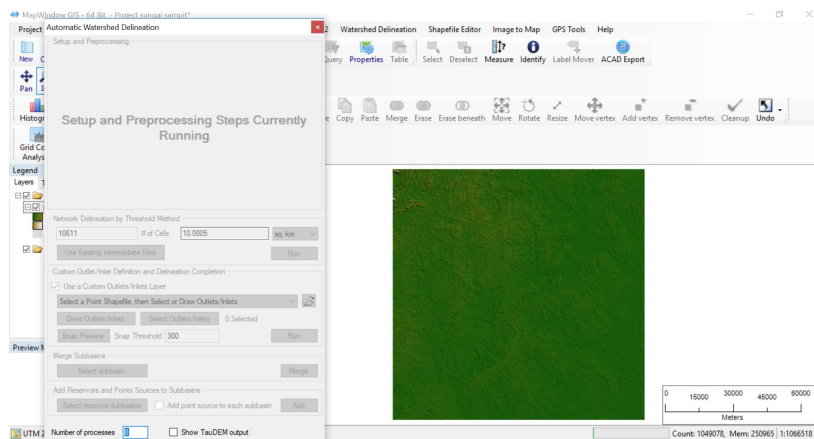 MapWindow GIS - 64 Bit - Project sungai sampit*
Project
Automatic Watershed Delineation
Watershed Delineation Shapefile Editor Image to Map GPS Tools Help
New
Query Properties Table Select Deselect Measure Identify Label Mover ACAD Export
Pan
Copy Paste Merge Erase Erase beneath Move Rotate Resize Move vertex Add vertex Remove vertex Cleanup Undo
Grid
Legend
Layers
Setup and Preprocessing
Setup and Preprocessing Steps Currently
Running
Network Delineation by Threshold Method
10611 # of Cells 10.0005 sq. km
Use Existing Intermediate Files Run
Custom Outlet/Inlet Definition and Delineation Completion
Use a Custom Outlets/Inlets Layer
Select a Point Shapefile, then Select or Draw Outlets/Inlets
Draw Outlets/Inlets Select Outlets/Inlets 0 Selected
Snap Preview Snap Threshold 300 Run
Merge Subbasins
Preview
Select subbasin Merge
Add Reservoirs and Points Sources to Subbasins
Select reservoir subbasins Add point source to each subbasin Add
Number of processes 8 Show TauDEM output
0 15000 30000 45000 60000
Meters
UTM
Count: 1049078, Mem: 250965 1:1066518